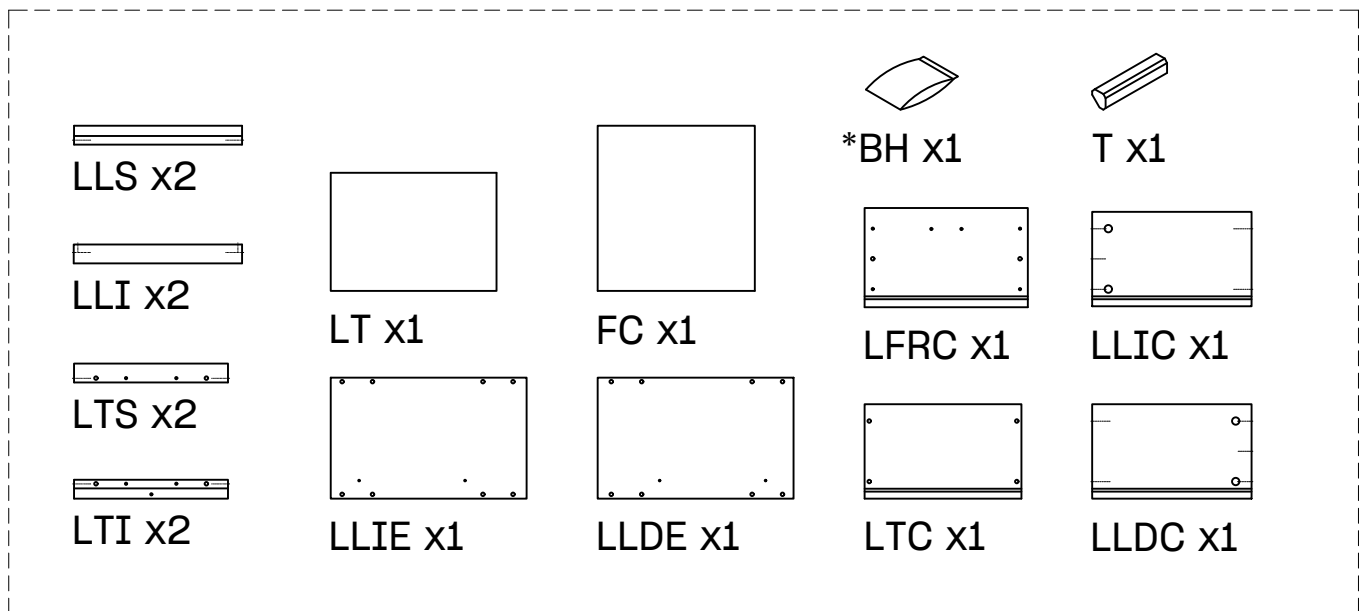 *BH x1
T x1
LLS x2
LLI x2
LT x1
FC x1
LFRC x1
LLIC x1
LTS x2
LTI x2
LLIE x1
LLDE x1
LTC x1
LLDC x1